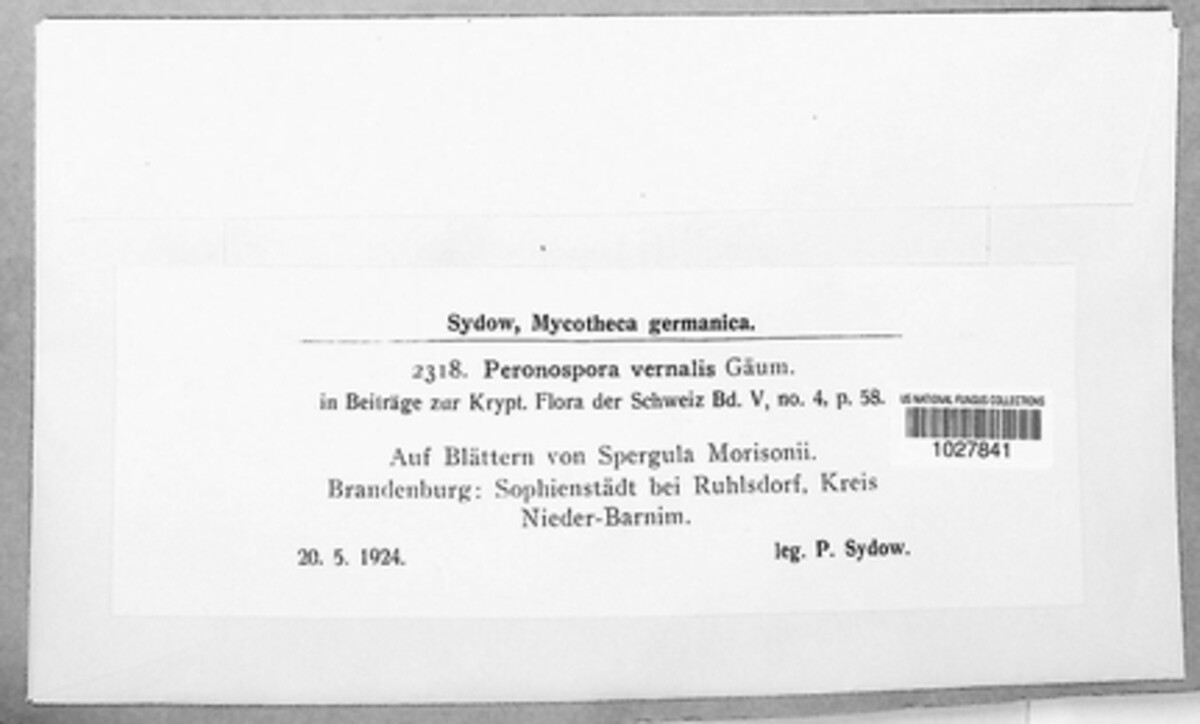 Sydow, Mycotheca germanica.
2318. Peronospora vernalis Gäum.
in Beiträge zur Krypt. Flora der Schweiz Bd. V, no. 4, p. 58.
US NATIONAL FUNGUS COLLECTIONS
1027841
Auf Blättern von Spergula Morisonii.
Brandenburg: Sophienstädt bei Ruhlsdorf, Kreis
Nieder-Barnim.
20. 5. 1924.
leg. P. Sydow.